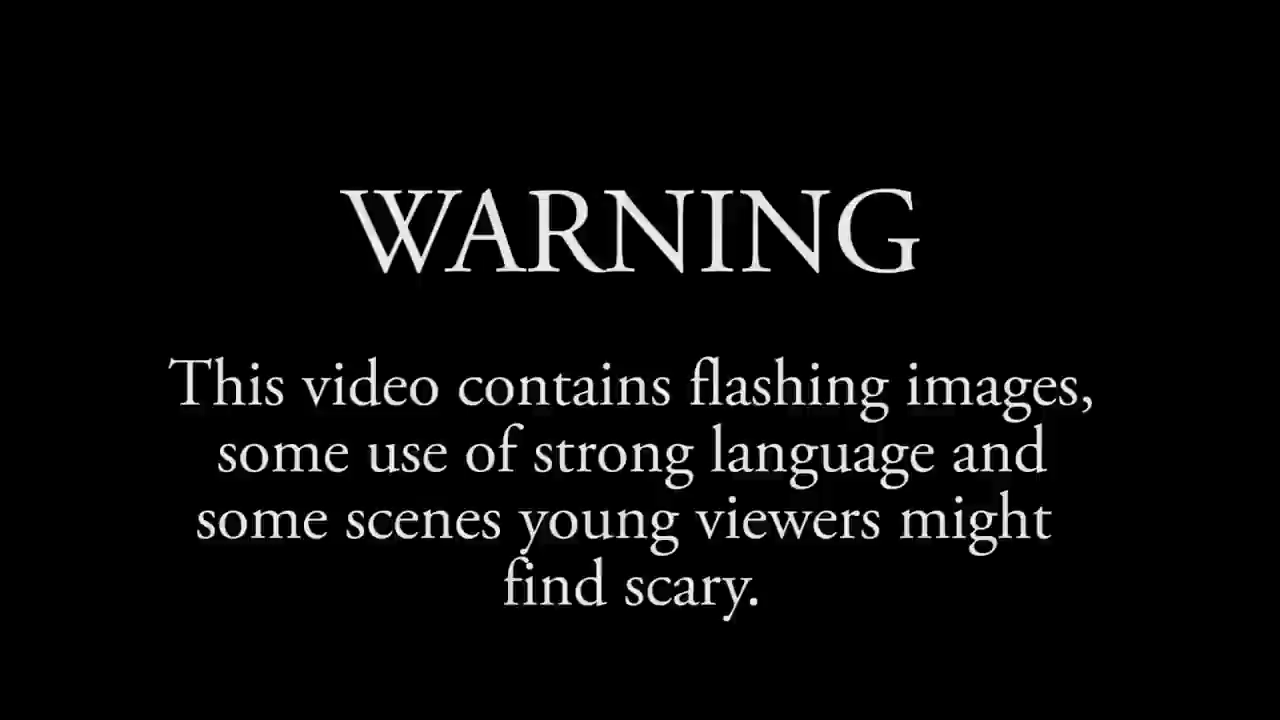 WARNING
This video contains flashing images,
some use of strong language and
some scenes young viewers might
find scary.